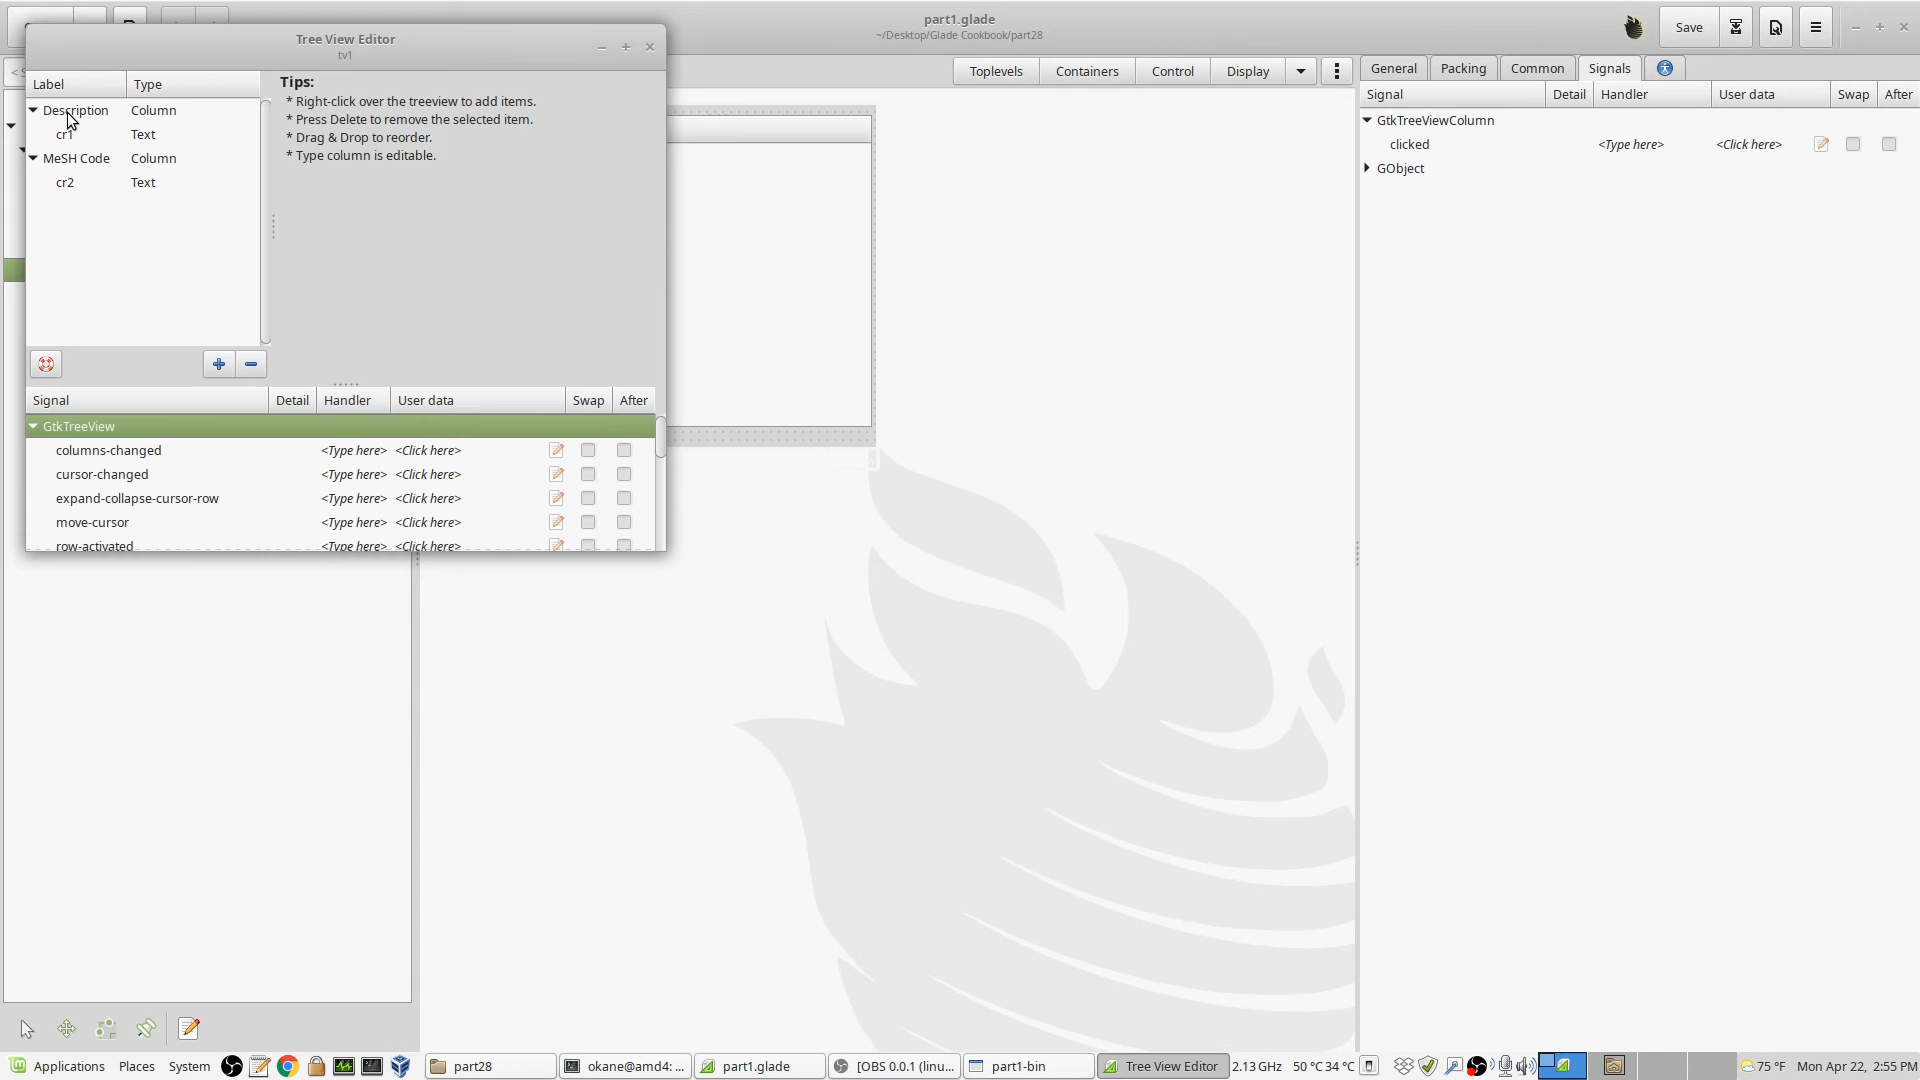 part1.glade
~/Desktop/Glade Cookbook/part28
Save
Tree View Editor
tv1
Toplevels
Containers
Control
Display
General
Packing
Common
Signals
Label
Type
Description
Column
cr1
Text
MeSH Code
Column
cr2
Text
Tips:
* Right-click over the treeview to add items.
* Press Delete to remove the selected item.
* Drag & Drop to reorder.
* Type column is editable.
Signal
Detail
Handler
User data
Swap
After
GtkTreeViewColumn
clicked
<Type here>
<Click here>
GObject
Signal
Detail
Handler
User data
Swap
After
GtkTreeView
columns-changed
<Type here>
<Click here>
cursor-changed
<Type here>
<Click here>
expand-collapse-cursor-row
<Type here>
<Click here>
move-cursor
<Type here>
<Click here>
row-activated
<Type here>
<Click here>
Applications
Places
System
part28
okane@amd4: ...
part1.glade
[OBS 0.0.1 (linu...
part1-bin
Tree View Editor
2.13 GHz
50 °C 34 °C
75 °F
Mon Apr 22, 2:55 PM